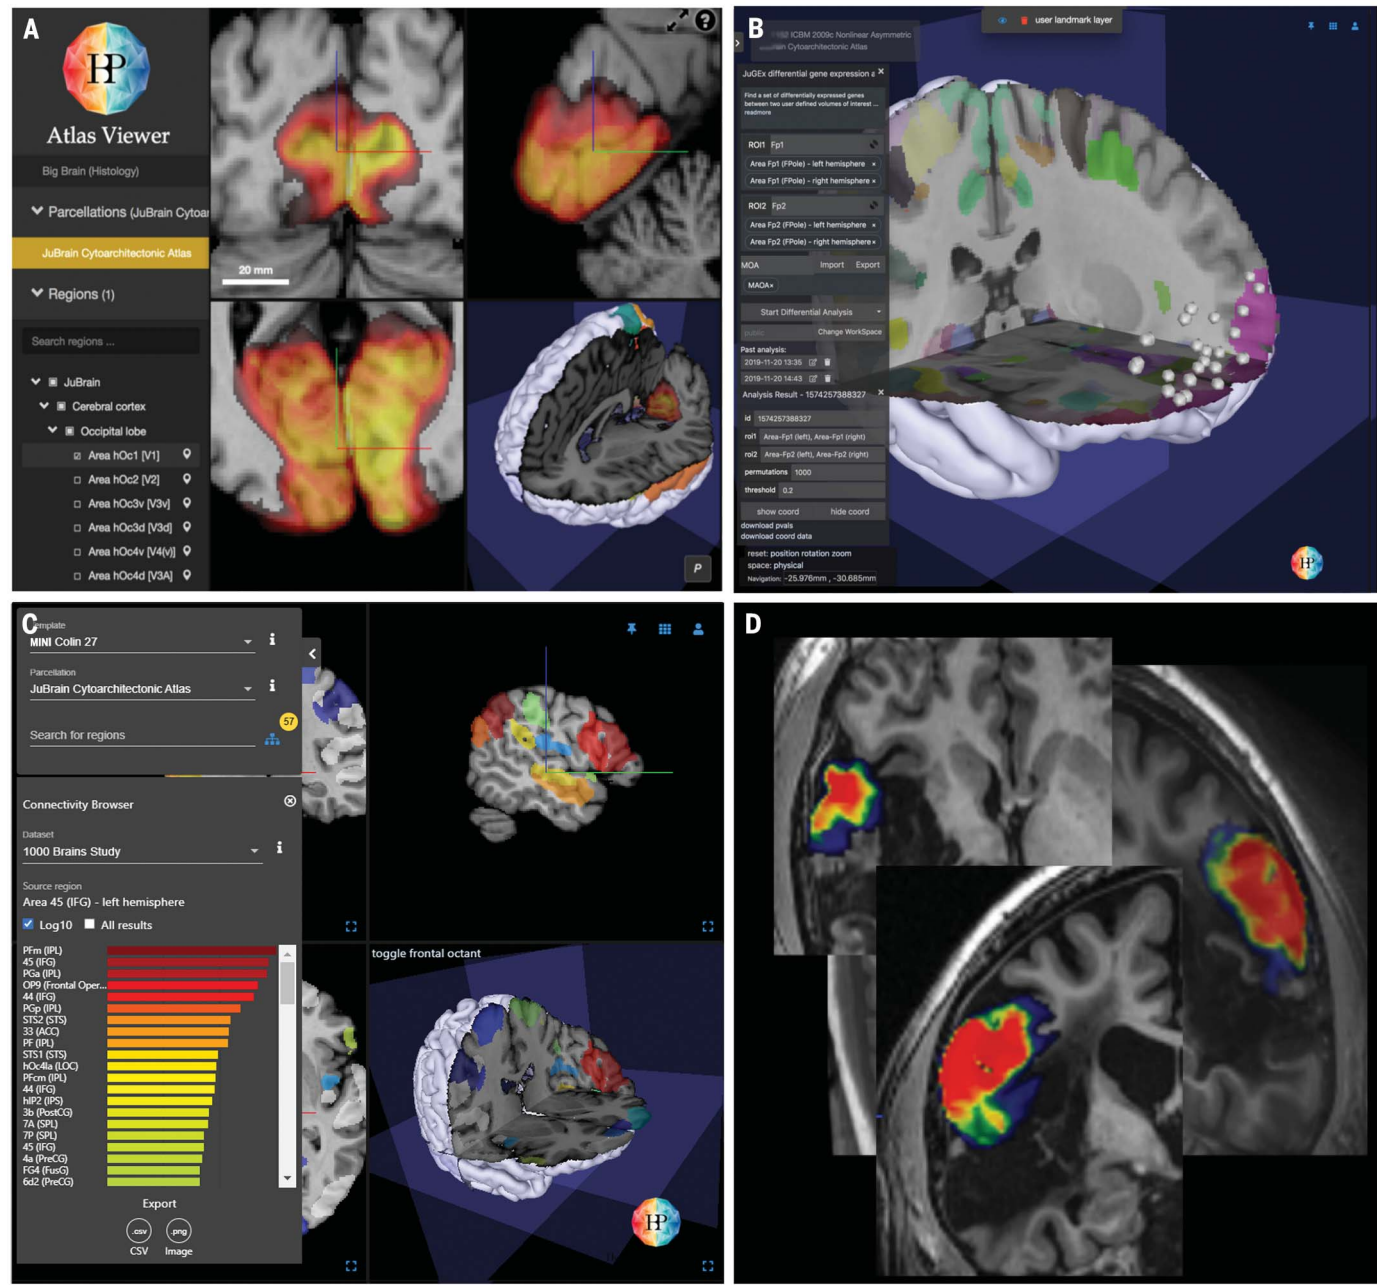 A
HP
Atlas Viewer
Big Brain (Histology)
Parcellations (JuBrain Cytoar
JuBrain Cytoarchitectonic Atlas
Regions (1)
Search regions ...
JuBrain
Cerebral cortex
Occipital lobe
Area hOc1 [V1]
Area hOc2 [V2]
Area hOc3v [V3v]
Area hOc3d [V3d]
Area hOc4v [V4(v)]
Area hOc4d [V3A]
20 mm
?
P
B
ICBM 2009c Nonlinear Asymmetric
Cytoarchitectonic Atlas
user landmark layer
JuGEx differential gene expression a
Find a set of differentially expressed genes
between two user defined volumes of interest ...
readmore
ROI1 Fp1
Area Fp1 (FPole) - left hemisphere ×
Area Fp1 (FPole) - right hemisphere ×
ROI2 Fp2
Area Fp2 (FPole) - left hemisphere ×
Area Fp2 (FPole) - right hemisphere ×
MOA Import Export
MAOA×
Start Differential Analysis
public Change WorkSpace
Past analysis:
2019-11-20 13:35
2019-11-20 14:43
Analysis Result - 1574257388327
id 1574257388327
roi1 Area-Fp1 (left), Area-Fp1 (right)
roi2 Area-Fp2 (left), Area-Fp2 (right)
permutations 1000
threshold 0.2
show coord hide coord
download pvals
download coord data
reset: position rotation zoom
space: physical
Navigation: -25.976mm , -30.685mm
HP
C
Template
MINI Colin 27
Parcellation
JuBrain Cytoarchitectonic Atlas
57
Search for regions
Connectivity Browser
Dataset
1000 Brains Study
Source region
Area 45 (IFG) - left hemisphere
Log10 All results
PFm (IPL)
45 (IFG)
PGa (IPL)
OP9 (Frontal Oper...
44 (IFG)
PGp (IPL)
STS2 (STS)
33 (ACC)
PF (IPL)
STS1 (STS)
hOc4la (LOC)
PFcm (IPL)
44 (IFG)
hIP2 (IPS)
3b (PostCG)
7A (SPL)
7P (SPL)
45 (IFG)
4a (PreCG)
FG4 (FusG)
6d2 (PreCG)
Export
.csv .png
CSV Image
toggle frontal octant
HP
D